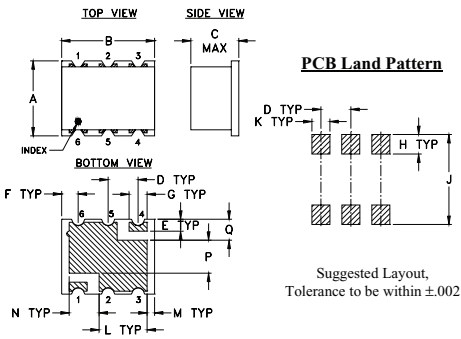 TOP VIEW
SIDE VIEW
B
C
MAX
1 2 3
A
6 5 4
INDEX
PCB Land Pattern
D TYP
K TYP
H TYP
J
Suggested Layout,
Tolerance to be within ±.002
BOTTOM VIEW
F TYP
D TYP
G TYP
6 5 4
E TYP
Q
P
1 2 3
N TYP
M TYP
L TYP